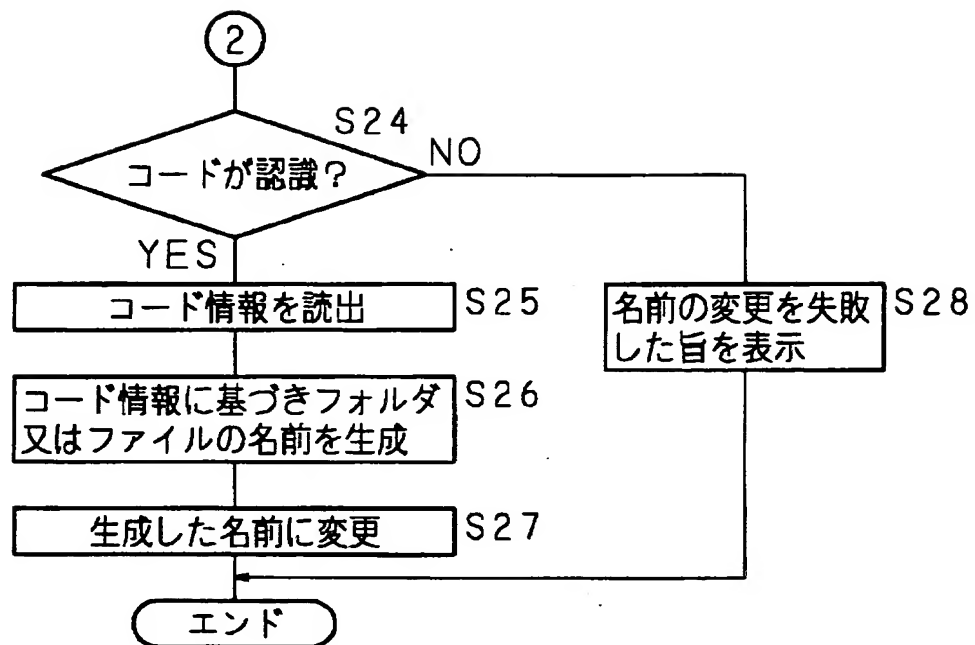 2
S24
コードが認識?
NO
YES
コード情報を読出
S25
名前の変更を失敗
した旨を表示
S28
コード情報に基づきフォルダ
又はファイルの名前を生成
S26
生成した名前に変更
S27
エンド